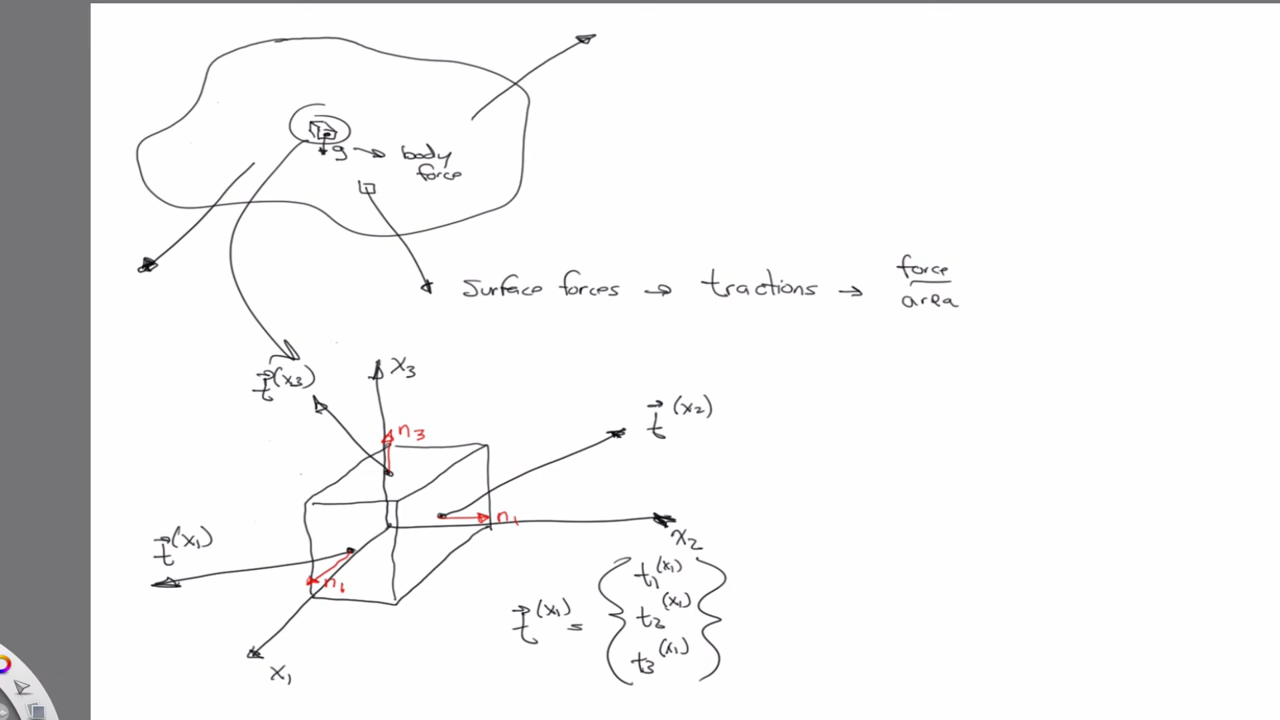 g → body
force
surface forces → tractions → force
area
x₃
t⃗⁽ˣ³⁾
t⃗⁽ˣ²⁾
n₃
n₁
t⃗⁽ˣ¹⁾
x₂
n₁
t⃗⁽ˣ¹⁾ = { t₁⁽ˣ¹⁾
t₂⁽ˣ¹⁾
t₃⁽ˣ¹⁾ }
x₁